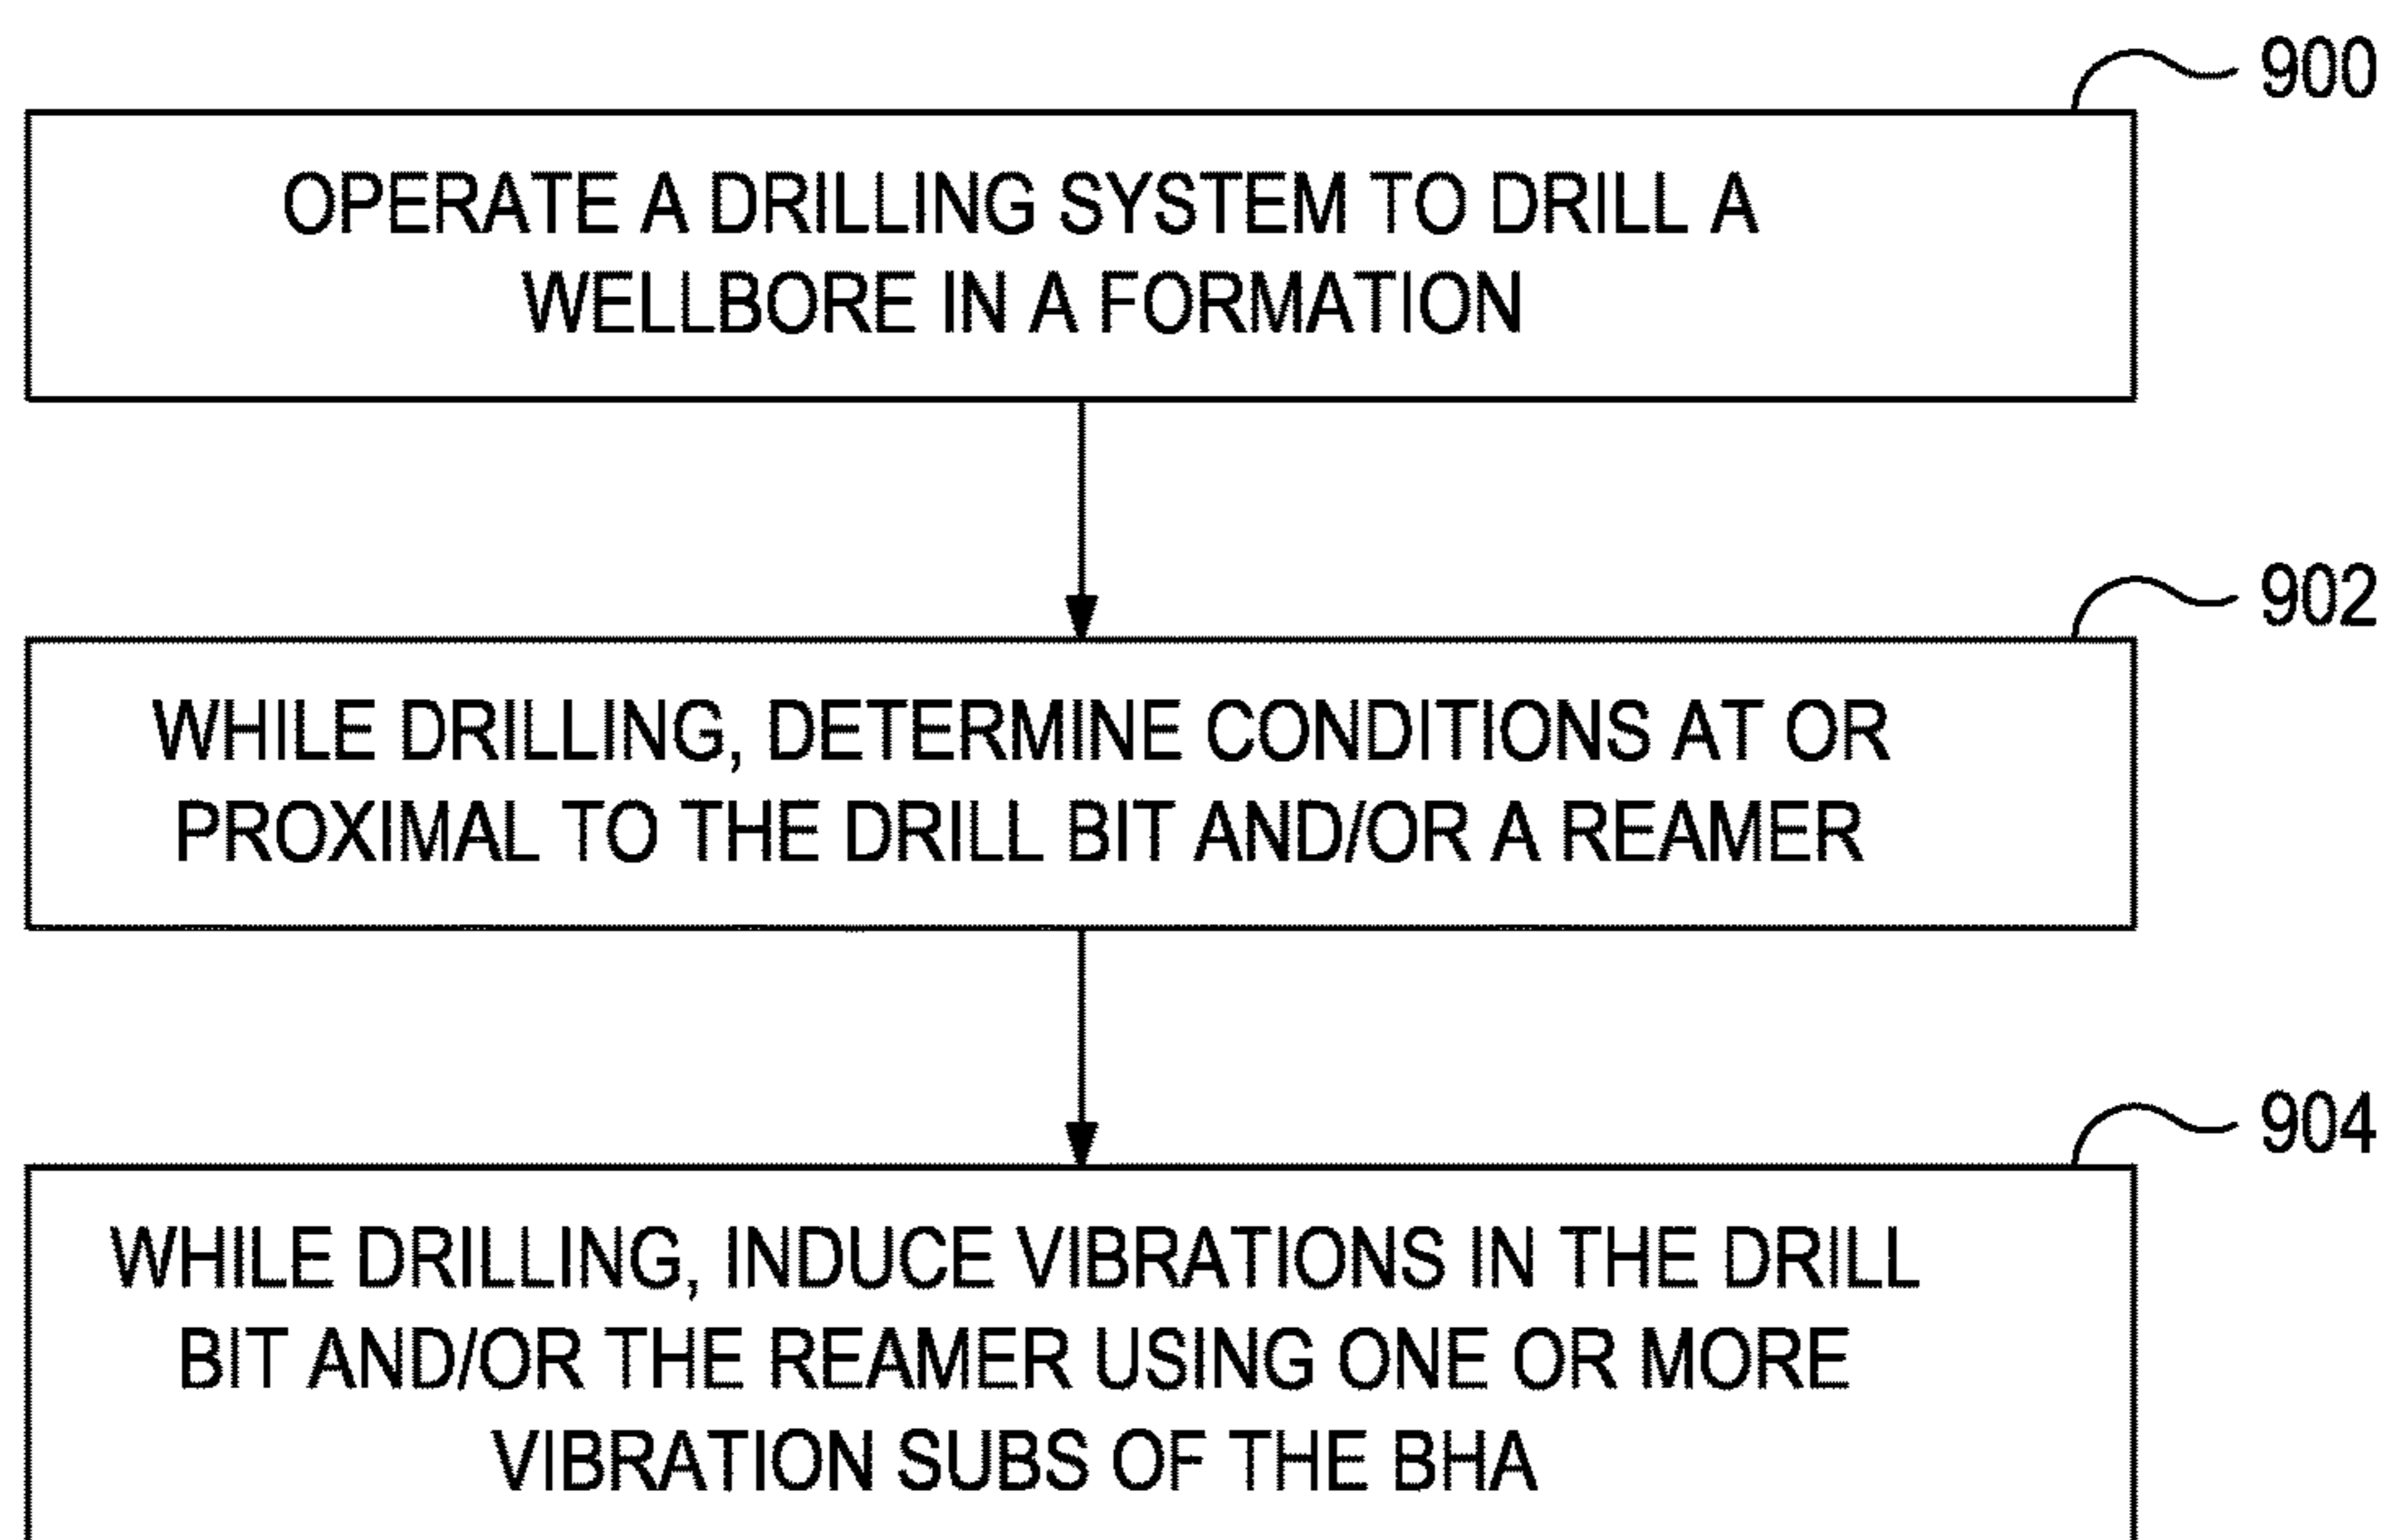 900
OPERATE A DRILLING SYSTEM TO DRILL A
WELLBORE IN A FORMATION
902
WHILE DRILLING, DETERMINE CONDITIONS AT OR
PROXIMAL TO THE DRILL BIT AND/OR A REAMER
904
WHILE DRILLING, INDUCE VIBRATIONS IN THE DRILL
BIT AND/OR THE REAMER USING ONE OR MORE
VIBRATION SUBS OF THE BHA